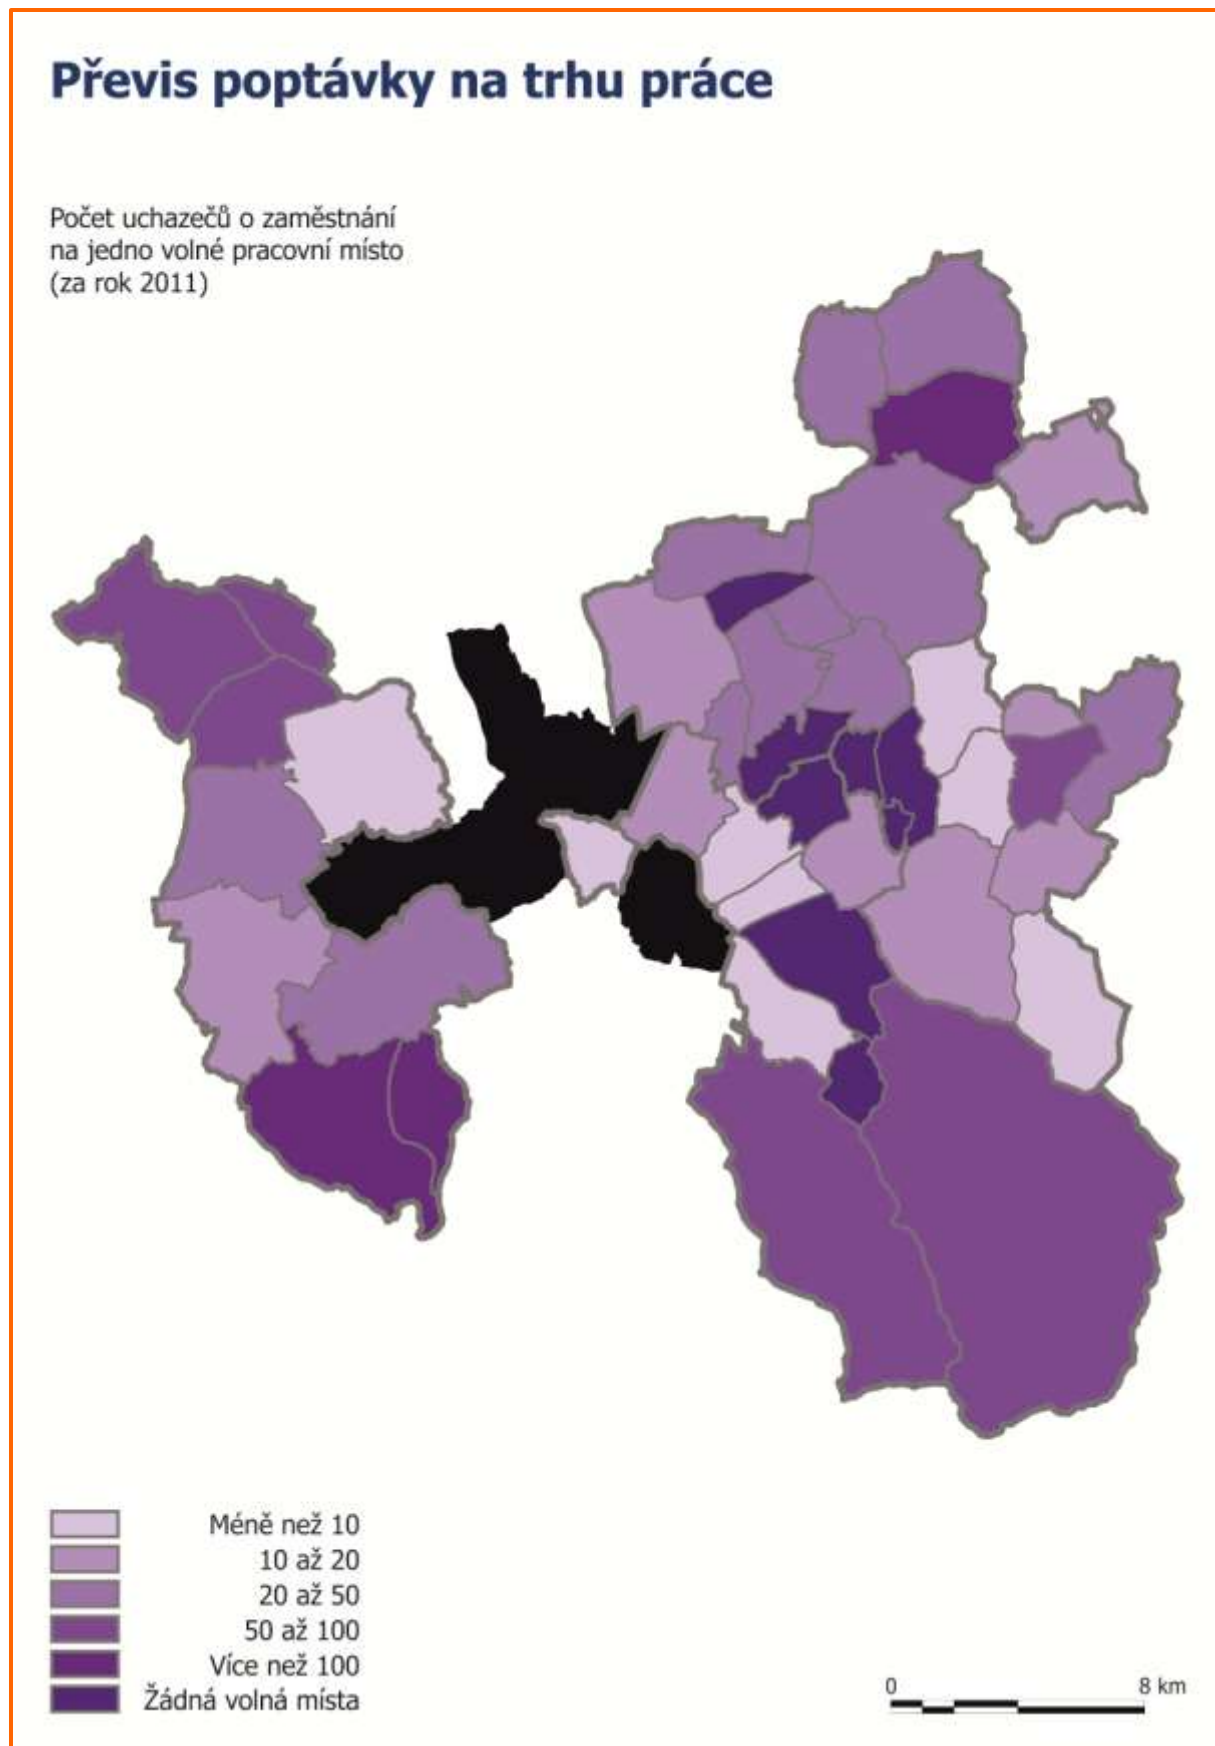 Převis poptávky na trhu práce
Počet uchazečů o zaměstnání
na jedno volné pracovní místo
(za rok 2011)
Méně než 10
10 až 20
20 až 50
50 až 100
Více než 100
Žádná volná místa
0 8 km